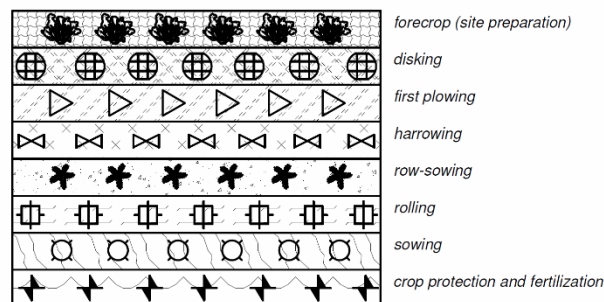 forecrop (site preparation)
disking
first plowing
harrowing
row-sowing
rolling
sowing
crop protection and fertilization